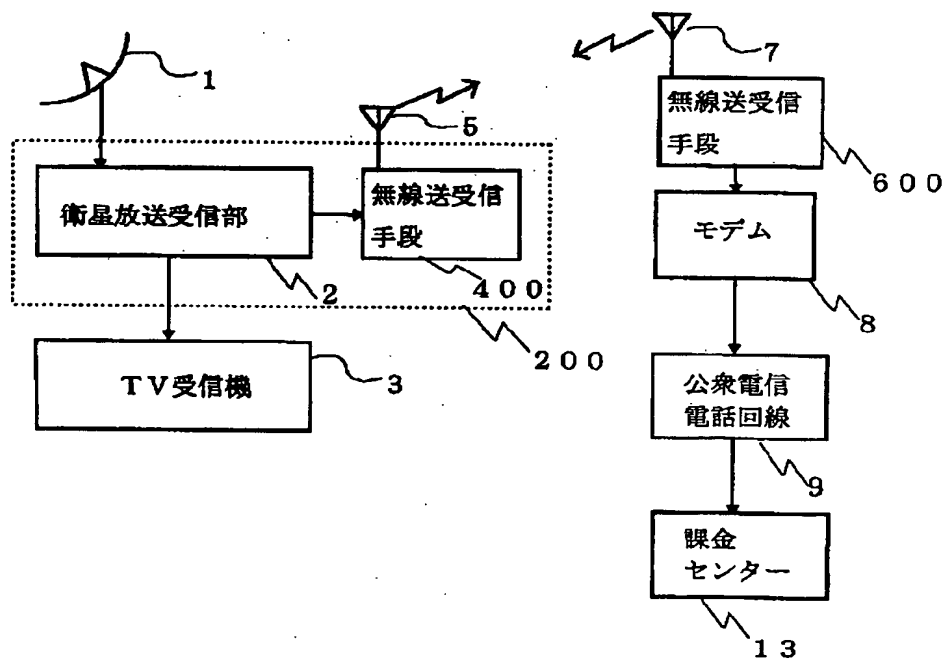 1
5
衛星放送受信部
無線送受信
手段
2
400
200
TV受信機
3
7
無線送受信
手段
600
モデム
8
公衆電信
電話回線
9
課金
センター
13